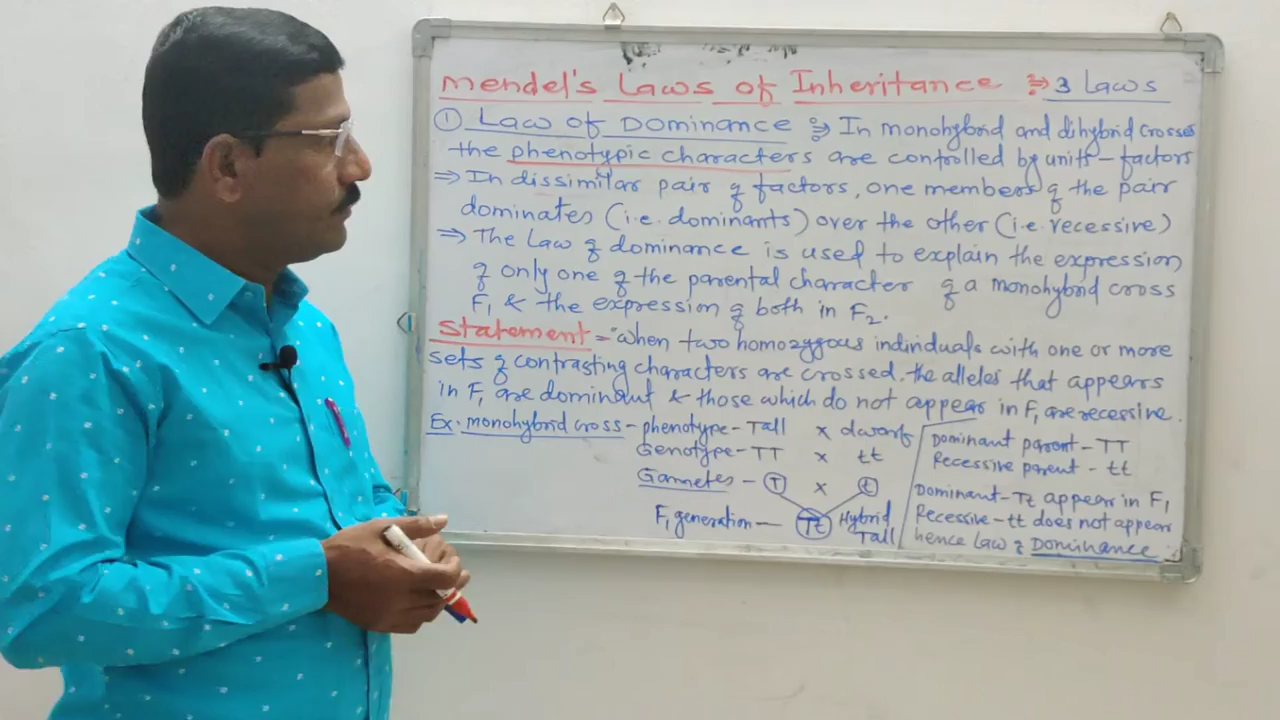 Mendel's Laws of Inheritance ⇒ 3 Laws
① Law of Dominance ⇒ In monohybrid and dihybrid crosses
the phenotypic characters are controlled by units-factors
⇒ In dissimilar pair of factors, one members of the pair
dominates (i.e. dominants) over the other (i.e. recessive)
⇒ The Law of dominance is used to explain the expression
of only one of the parental character of a monohybrid cross
F₁ & the expression of both in F₂.
Statement = "when two homozygous individuals with one or more
sets of contrasting characters are crossed. the alleles that appears
in F₁ are dominant & those which do not appear in F₁ are recessive.
Ex. monohybrid cross - phenotype - Tall x dwarf
Genotype - TT x tt
Gametes - T x t
F₁ generation — Tt Hybrid
Tall
Dominant parent - TT
Recessive parent - tt
Dominant - Tt appear in F₁
Recessive - tt does not appear
hence Law of Dominance.